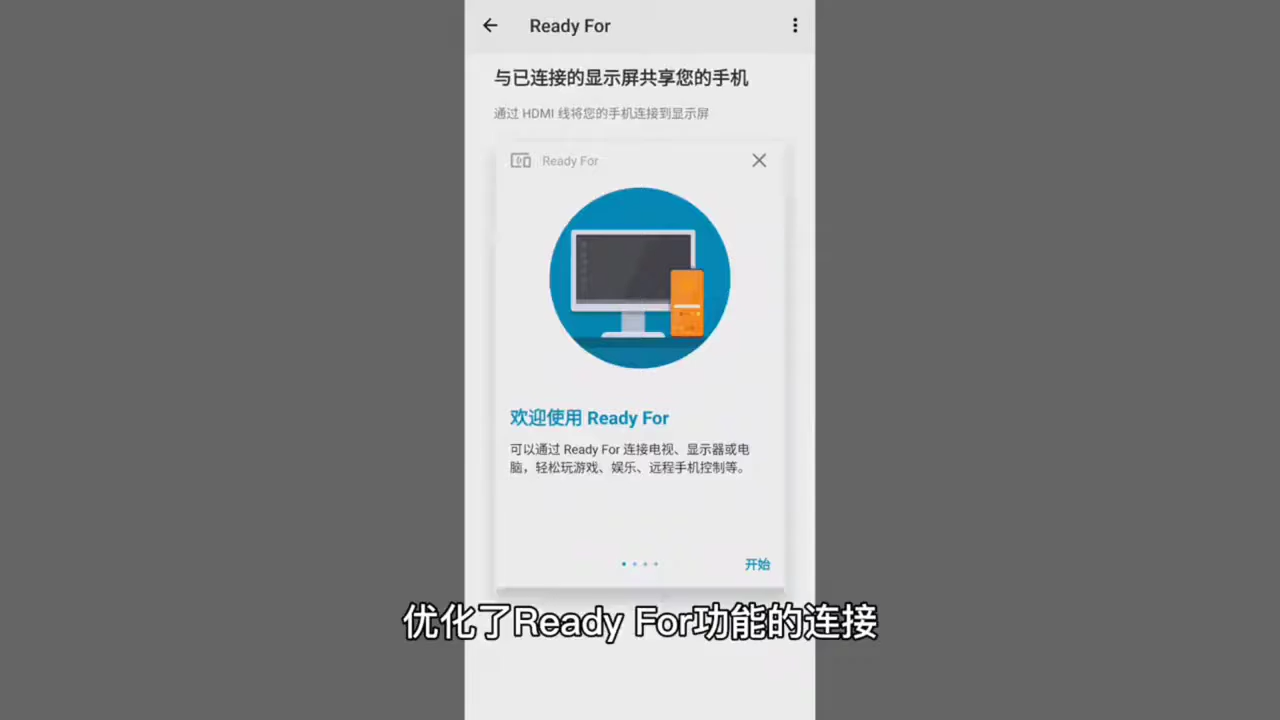 Ready For
与已连接的显示屏共享您的手机
通过 HDMI 线将您的手机连接到显示屏
Ready For
欢迎使用 Ready For
可以通过 Ready For 连接电视、显示器或电
脑，轻松玩游戏、娱乐、远程手机控制等。
开始
优化了Ready For功能的连接